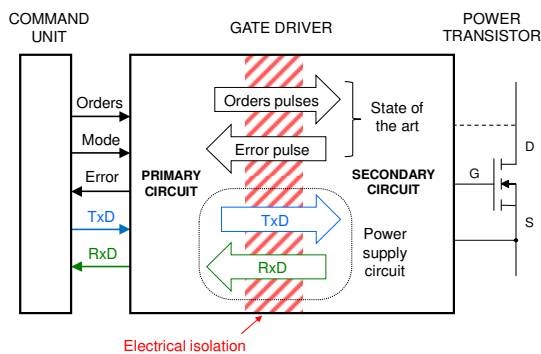 COMMAND
UNIT
GATE DRIVER
POWER
TRANSISTOR
Orders
Mode
Error
TxD
RxD
PRIMARY
CIRCUIT
Orders pulses
Error pulse
State of
the art
SECONDARY
CIRCUIT
TxD
RxD
Power
supply
circuit
D
G
S
Electrical isolation